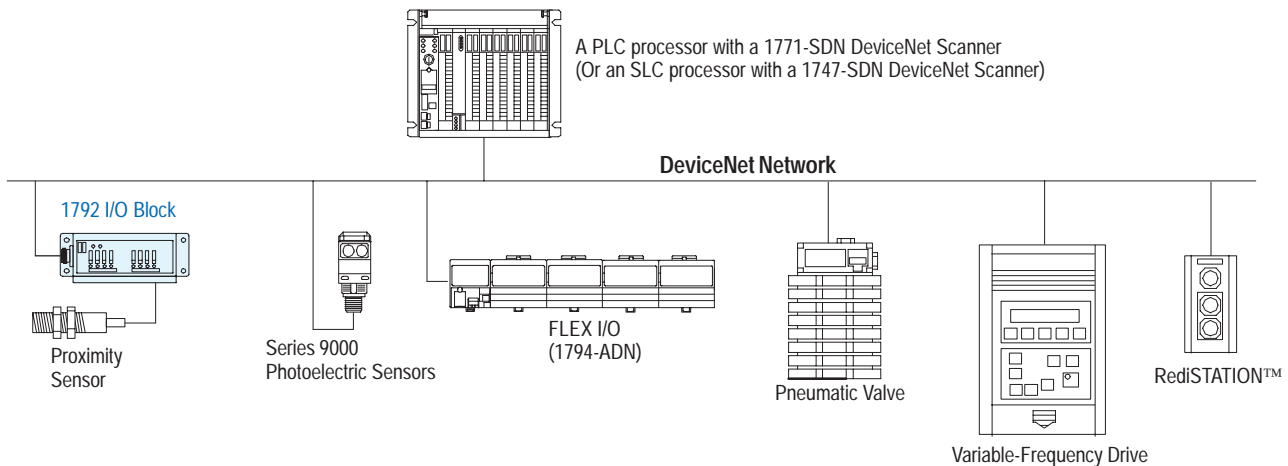 A PLC processor with a 1771-SDN DeviceNet Scanner
(Or an SLC processor with a 1747-SDN DeviceNet Scanner)
DeviceNet Network
1792 I/O Block
Proximity
Sensor
Series 9000
Photoelectric Sensors
FLEX I/O
(1794-ADN)
Pneumatic Valve
Variable-Frequency Drive
RediSTATION™